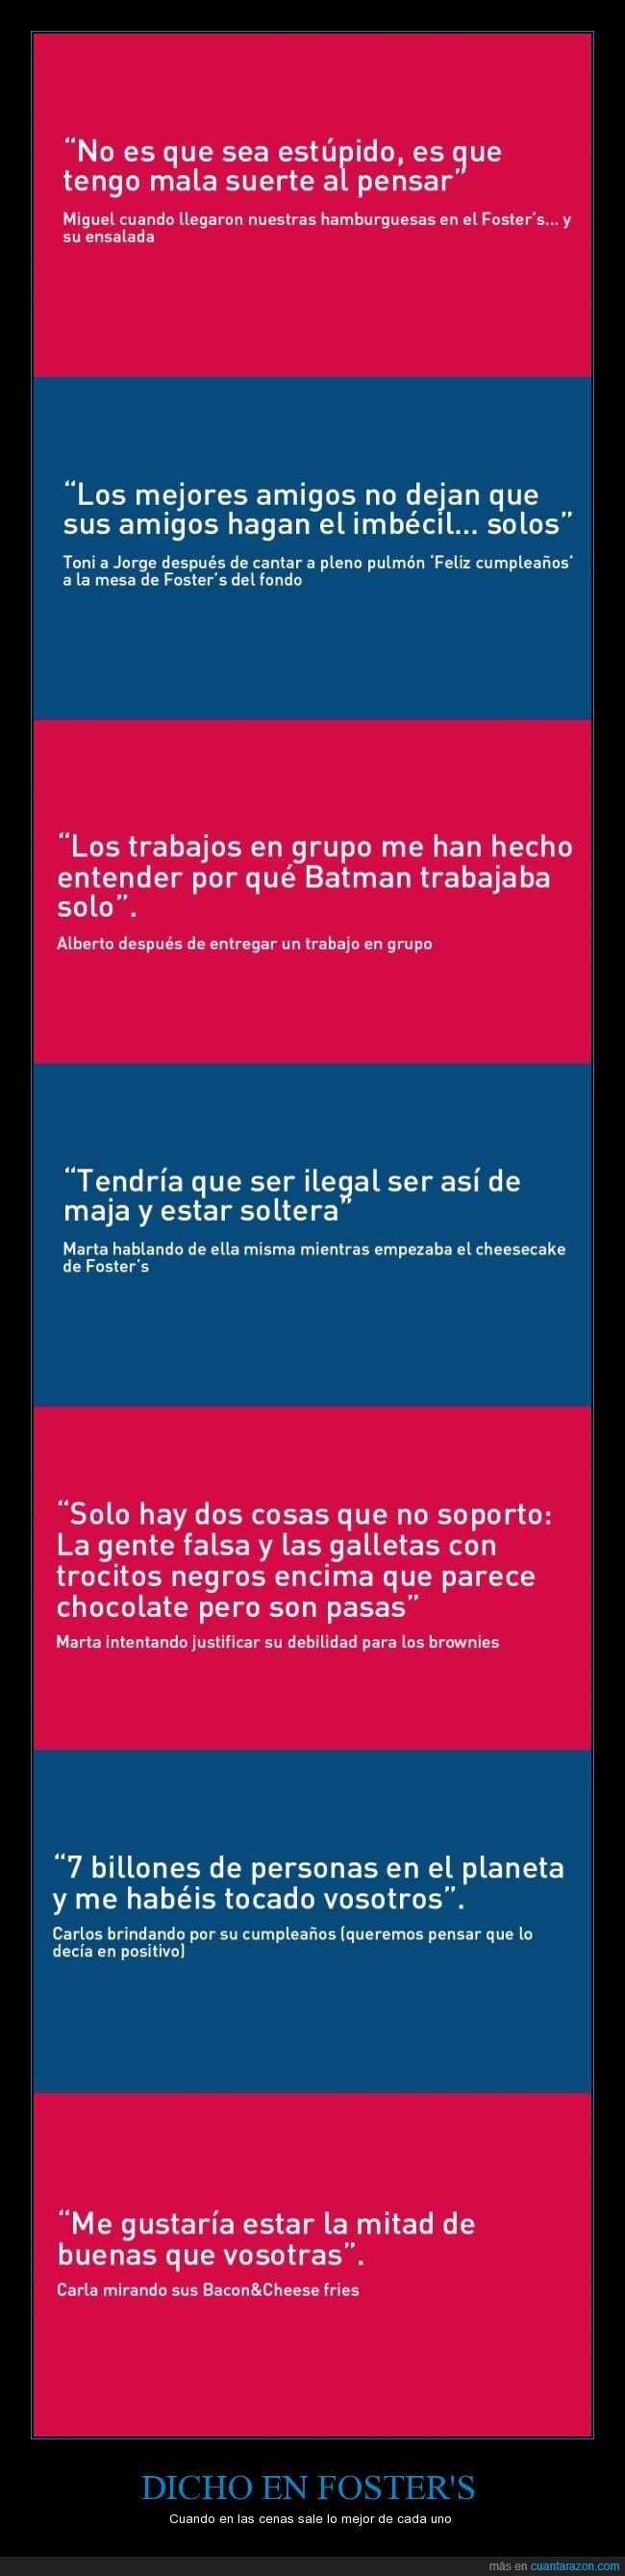 “No es que sea estúpido, es que
tengo mala suerte al pensar”
Miguel cuando llegaron nuestras hamburguesas en el Foster’s... y
su ensalada
“Los mejores amigos no dejan que
sus amigos hagan el imbécil... solos”
Toni a Jorge después de cantar a pleno pulmón ‘Feliz cumpleaños’
a la mesa de Foster’s del fondo
“Los trabajos en grupo me han hecho
entender por qué Batman trabajaba
solo”.
Alberto después de entregar un trabajo en grupo
“Tendría que ser ilegal ser así de
maja y estar soltera”
Marta hablando de ella misma mientras empezaba el cheesecake
de Foster’s
“Solo hay dos cosas que no soporto:
La gente falsa y las galletas con
trocitos negros encima que parece
chocolate pero son pasas”
Marta intentando justificar su debilidad para los brownies
“7 billones de personas en el planeta
y me habéis tocado vosotros”.
Carlos brindando por su cumpleaños (queremos pensar que lo
decía en positivo)
“Me gustaría estar la mitad de
buenas que vosotras”.
Carla mirando sus Bacon&Cheese fries
DICHO EN FOSTER'S
Cuando en las cenas sale lo mejor de cada uno
más en cuantarazon.com